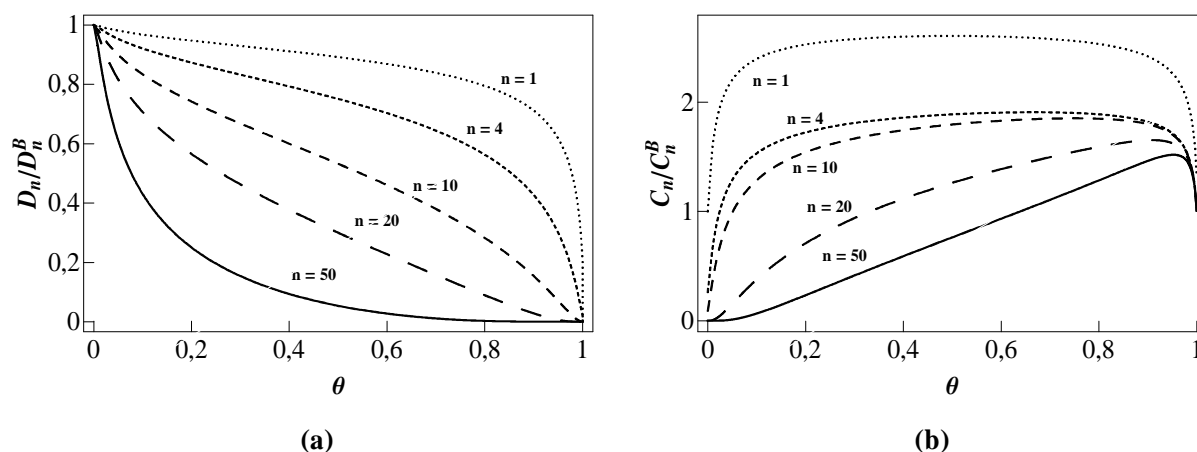 1
0,8
0,6
0,4
0,2
0
D_n/D_n^B
n = 1
n = 4
n = 10
n = 20
n = 50
0 0,2 0,4 0,6 0,8 1
θ
(a)
2
1
0
C_n/C_n^B
n = 1
n = 4
n = 10
n = 20
n = 50
0 0,2 0,4 0,6 0,8 1
θ
(b)